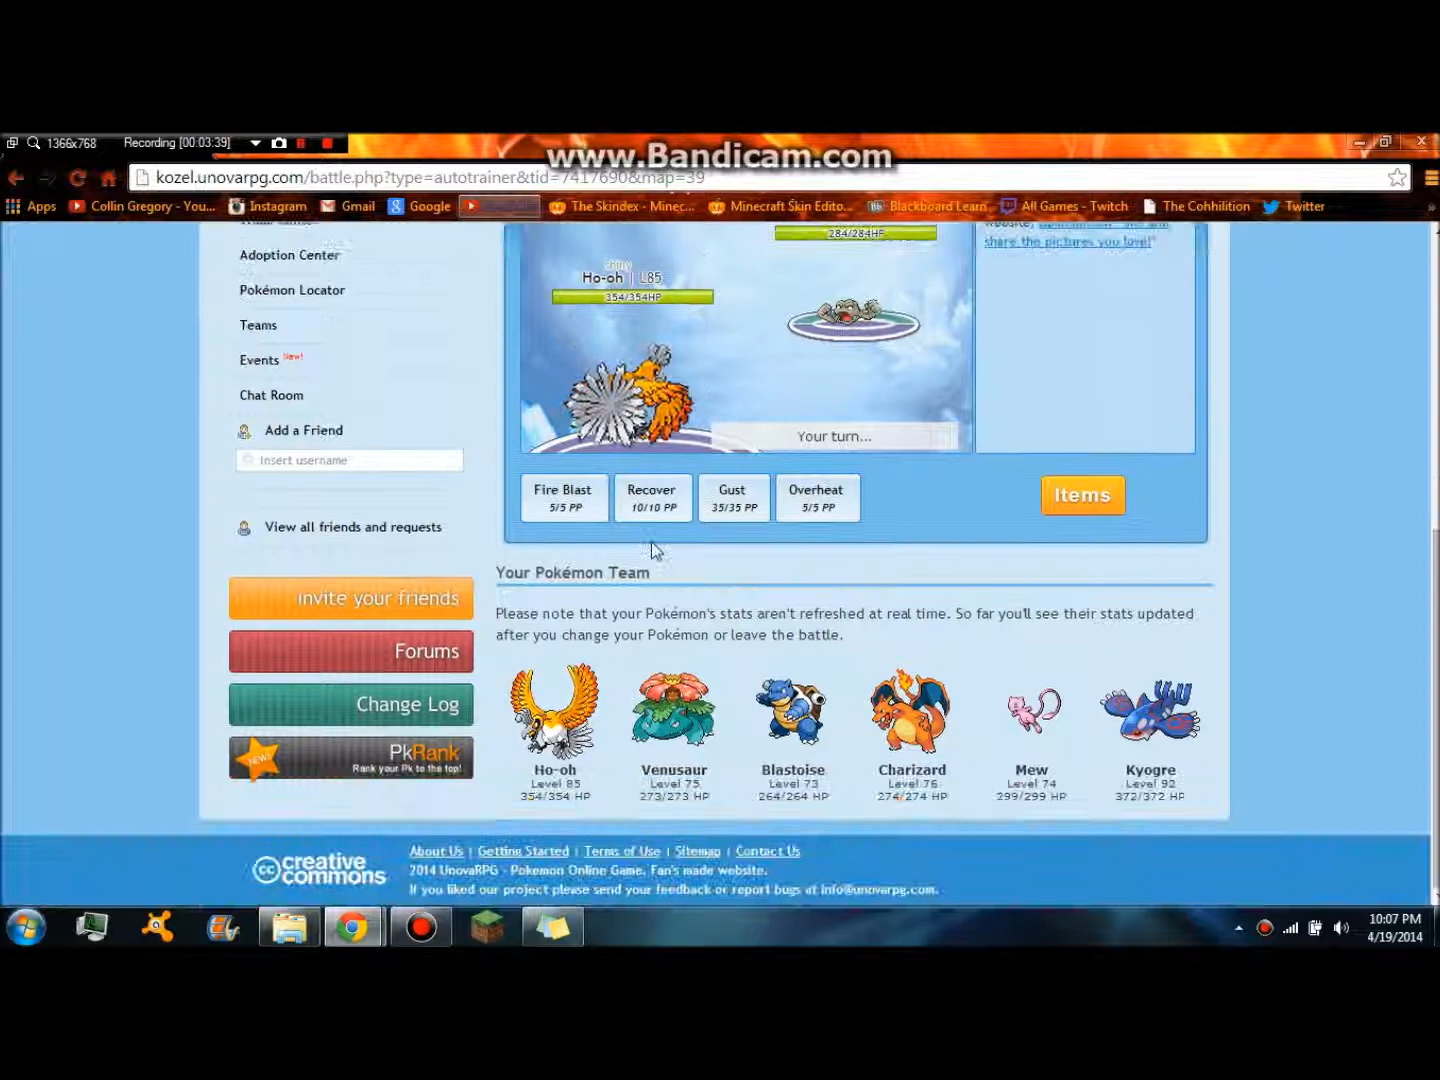 www.Bandicam.com
1366x768 Recording [00:03:39]
kozel.unovarpg.com/battle.php?type=autotrainer&tid=7417690&map=39
Apps Collin Gregory - You... Instagram Gmail Google The Skindex - Minec... Minecraft Skin Edito... Bb Blackboard Learn All Games - Twitch The Cohhilition Twitter
Adoption Center
Pokémon Locator
Teams
Events New!
Chat Room
Add a Friend
Insert username
View all friends and requests
invite your friends
Forums
Change Log
NEW! PkRank
Rank your Pk to the top!
284/284HP
share the pictures you love!"
shiny
Ho-oh | L85
354/354HP
Your turn...
Fire Blast
5/5 PP
Recover
10/10 PP
Gust
35/35 PP
Overheat
5/5 PP
Items
Your Pokémon Team
Please note that your Pokémon's stats aren't refreshed at real time. So far you'll see their stats updated
after you change your Pokémon or leave the battle.
Ho-oh
Level 85
354/354 HP
Venusaur
Level 75
273/273 HP
Blastoise
Level 73
264/264 HP
Charizard
Level 76
274/274 HP
Mew
Level 74
299/299 HP
Kyogre
Level 92
372/372 HP
cc creative commons
About Us | Getting Started | Terms of Use | Sitemap | Contact Us
2014 UnovaRPG - Pokemon Online Game. Fan's made website.
If you liked our project please send your feedback or report bugs at info@unovarpg.com.
10:07 PM
4/19/2014